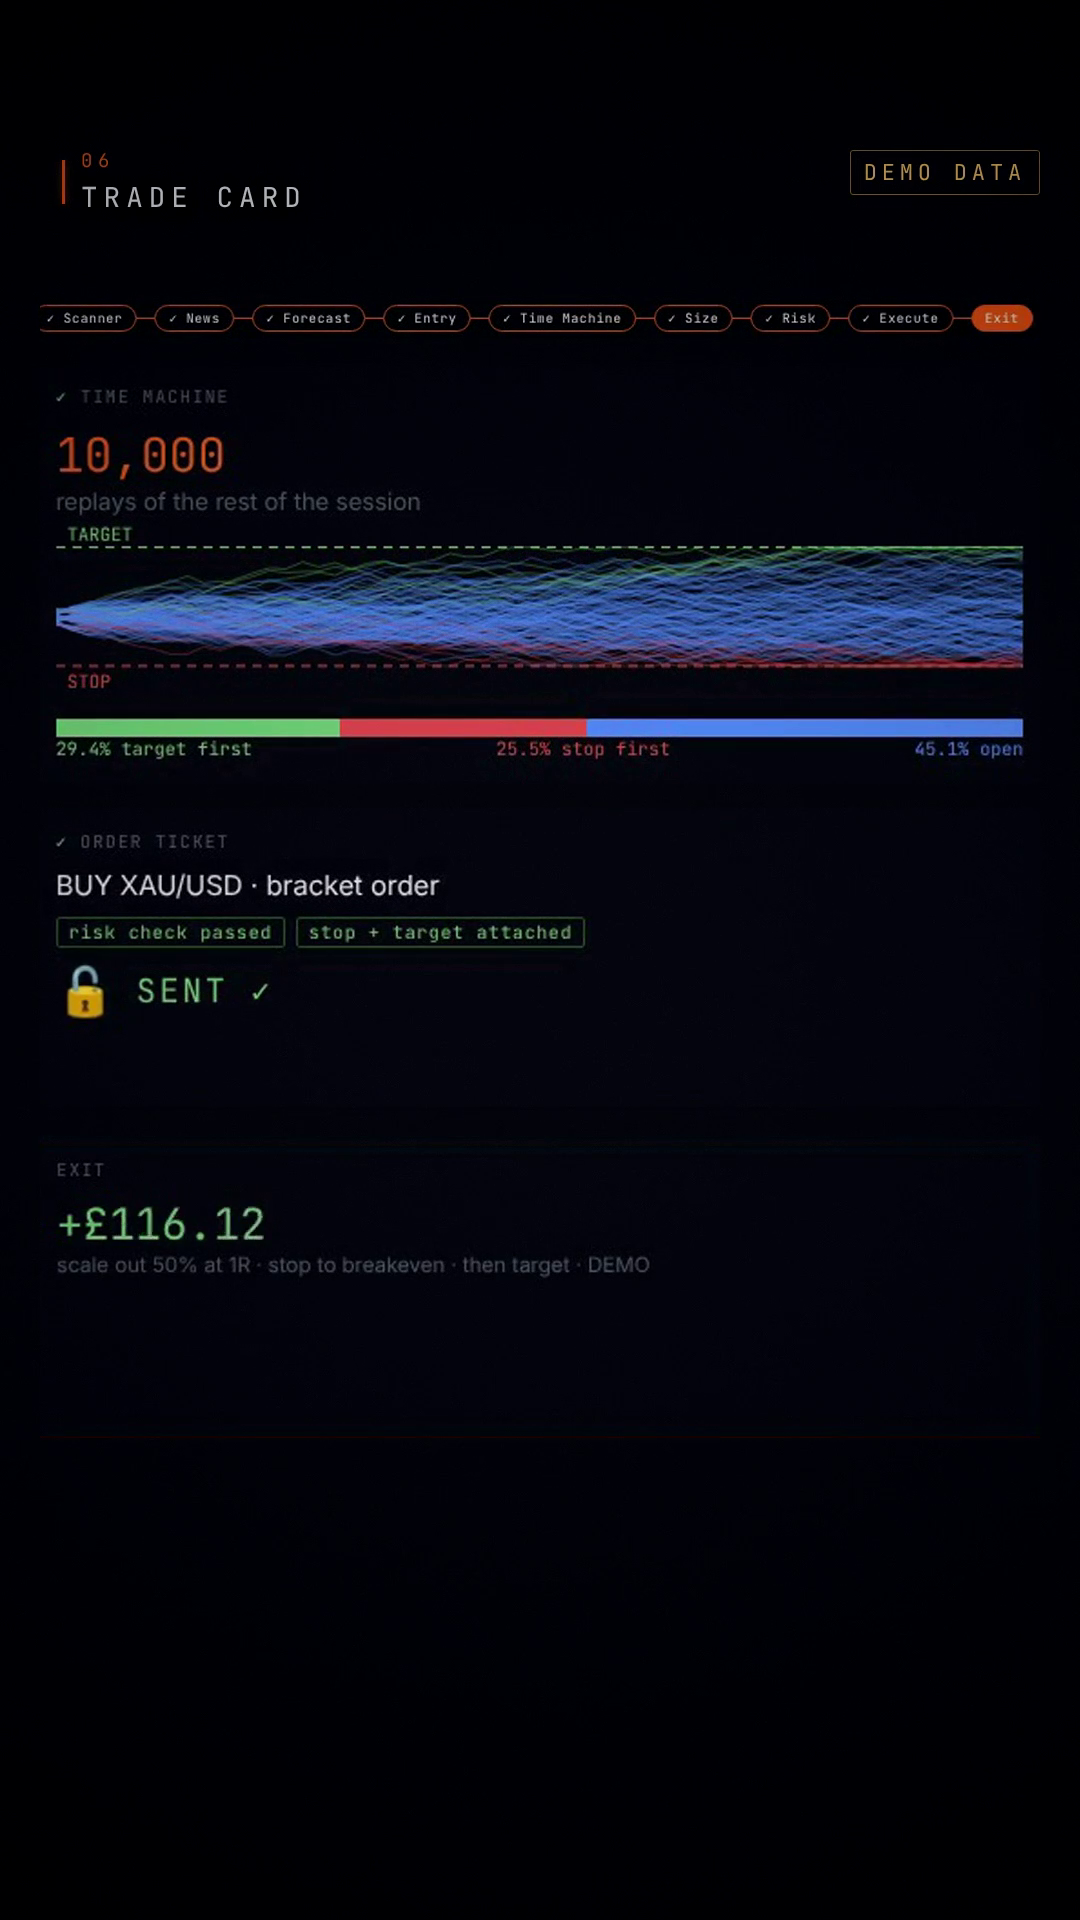 06
TRADE CARD
DEMO DATA
✓ Scanner ✓ News ✓ Forecast ✓ Entry ✓ Time Machine ✓ Size ✓ Risk ✓ Execute Exit
✓ TIME MACHINE
10,000
replays of the rest of the session
TARGET
STOP
29.4% target first 25.5% stop first 45.1% open
✓ ORDER TICKET
BUY XAU/USD · bracket order
risk check passed stop + target attached
SENT ✓
EXIT
+£116.12
scale out 50% at 1R · stop to breakeven · then target · DEMO